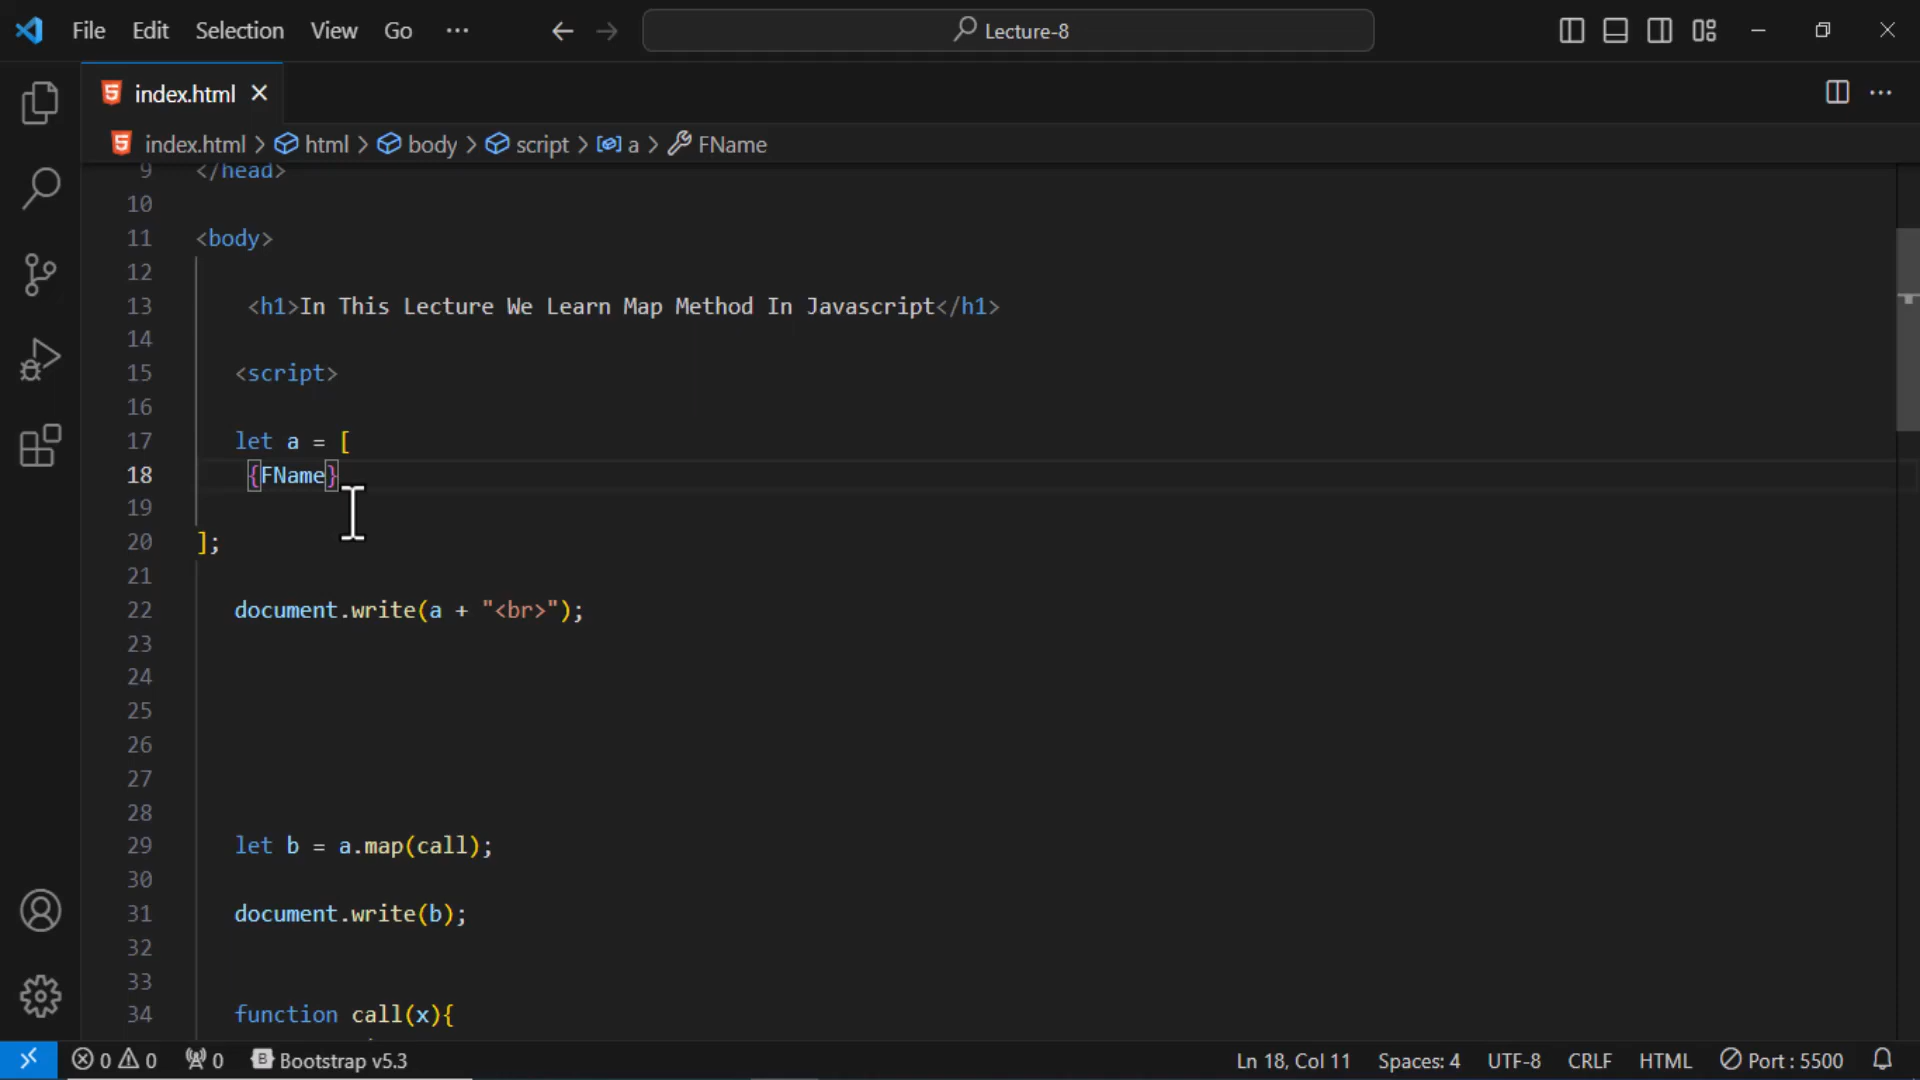 File Edit Selection View Go ··· Lecture-8
index.html
index.html > html > body > script > a > FName
9 </head>
10
11 <body>
12
13 <h1>In This Lecture We Learn Map Method In Javascript</h1>
14
15 <script>
16
17 let a = [
18 {FName}
19
20 ];
21
22 document.write(a + "<br>");
23
24
25
26
27
28
29 let b = a.map(call);
30
31 document.write(b);
32
33
34 function call(x){
0 0 0 Bootstrap v5.3 Ln 18, Col 11 Spaces: 4 UTF-8 CRLF HTML Port : 5500